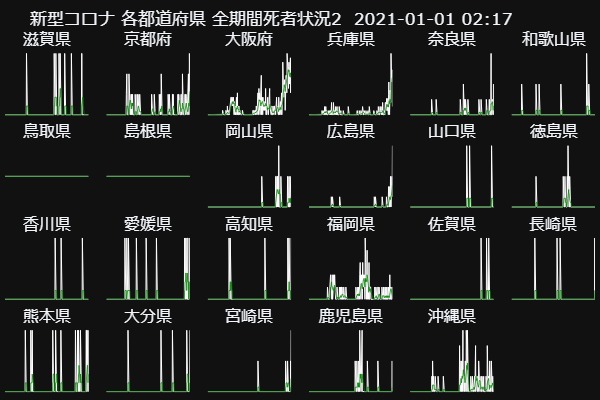 新型コロナ 各都道府県 全期間死者状況2 2021-01-01 02:17
滋賀県 京都府 大阪府 兵庫県 奈良県 和歌山県
鳥取県 島根県 岡山県 広島県 山口県 徳島県
香川県 愛媛県 高知県 福岡県 佐賀県 長崎県
熊本県 大分県 宮崎県 鹿児島県 沖縄県